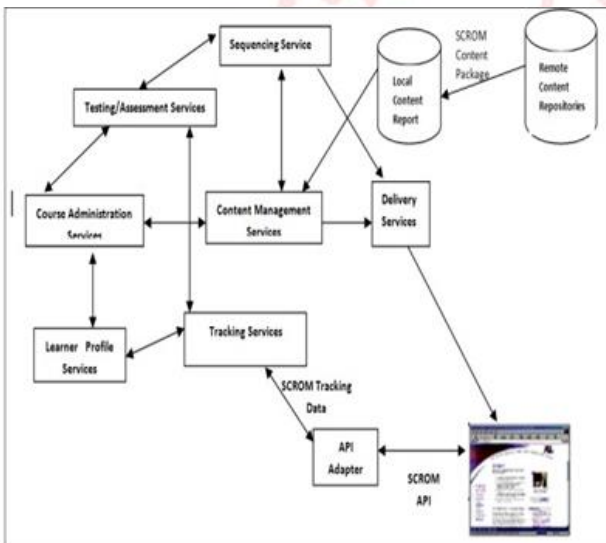 Sequencing Service
SCROM
Content
Package
Local
Content
Report
Remote
Content
Repositories
Testing/Assessment Services
Course Administration
Services
Content Management
Services
Delivery
Services
Learner Profile
Services
Tracking Services
SCROM Tracking
Data
API
Adapter
SCROM
API